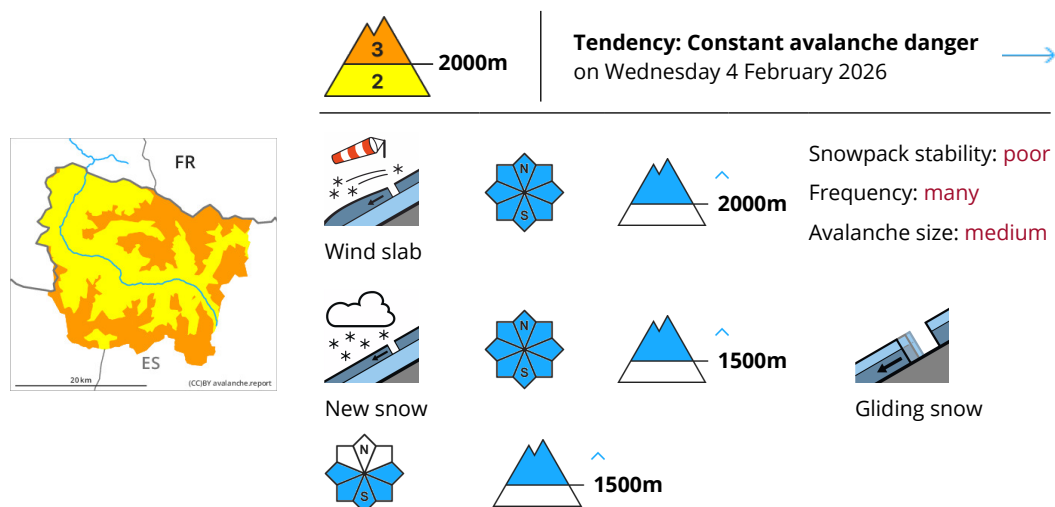 3
2
2000m
Tendency: Constant avalanche danger
on Wednesday 4 February 2026
FR
ES
20 km
(CC)BY avalanche.report
N
S
2000m
Wind slab
Snowpack stability: poor
Frequency: many
Avalanche size: medium
N
S
1500m
New snow
Gliding snow
N
S
1500m